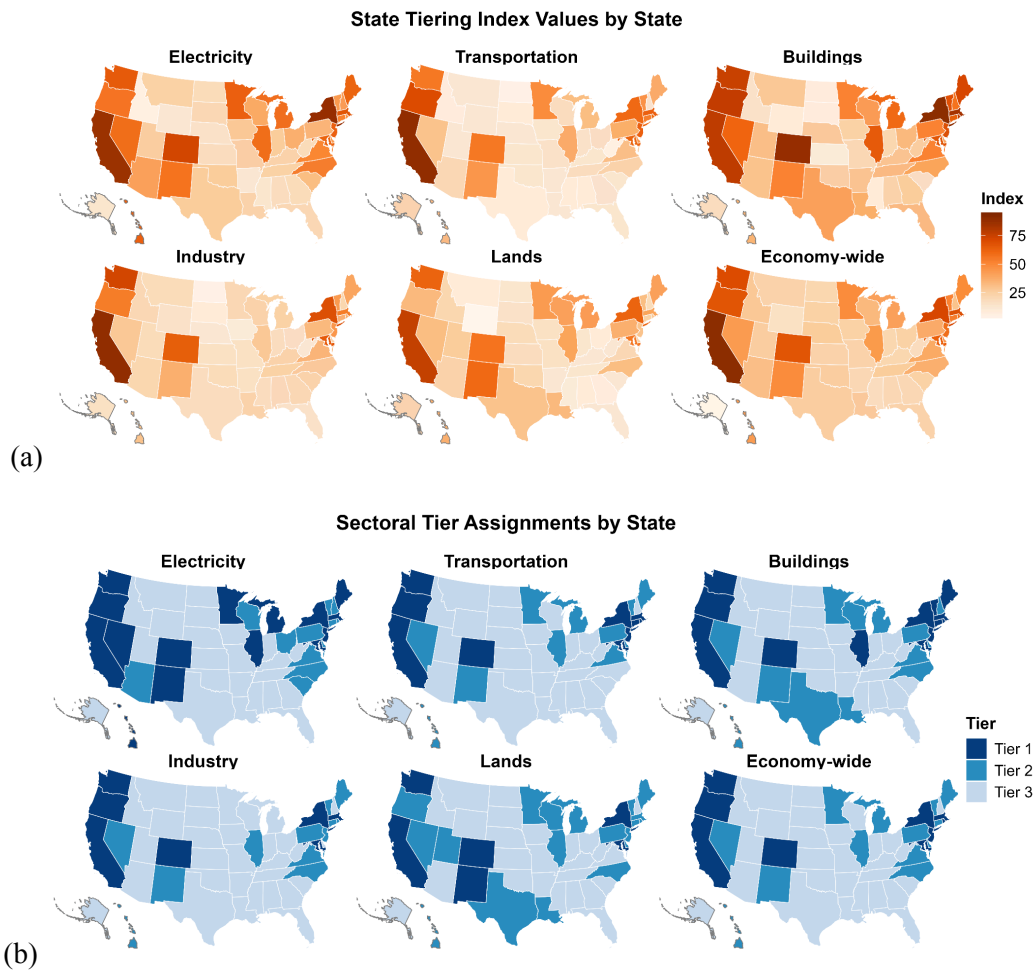 State Tiering Index Values by State
Electricity
Transportation
Buildings
Index
75
50
25
Industry
Lands
Economy-wide
(a)
Sectoral Tier Assignments by State
Electricity
Transportation
Buildings
Tier
Tier 1
Tier 2
Tier 3
Industry
Lands
Economy-wide
(b)